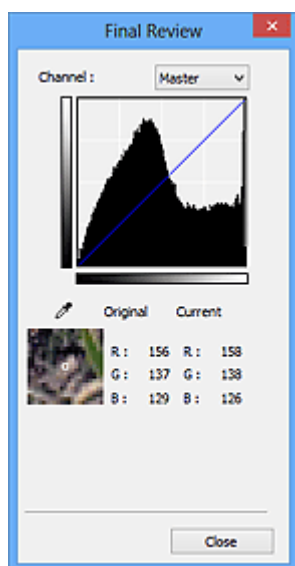 Final Review
Channel : Master
Original Current
R : 156 R : 158
G : 137 G : 138
B : 129 B : 126
Close